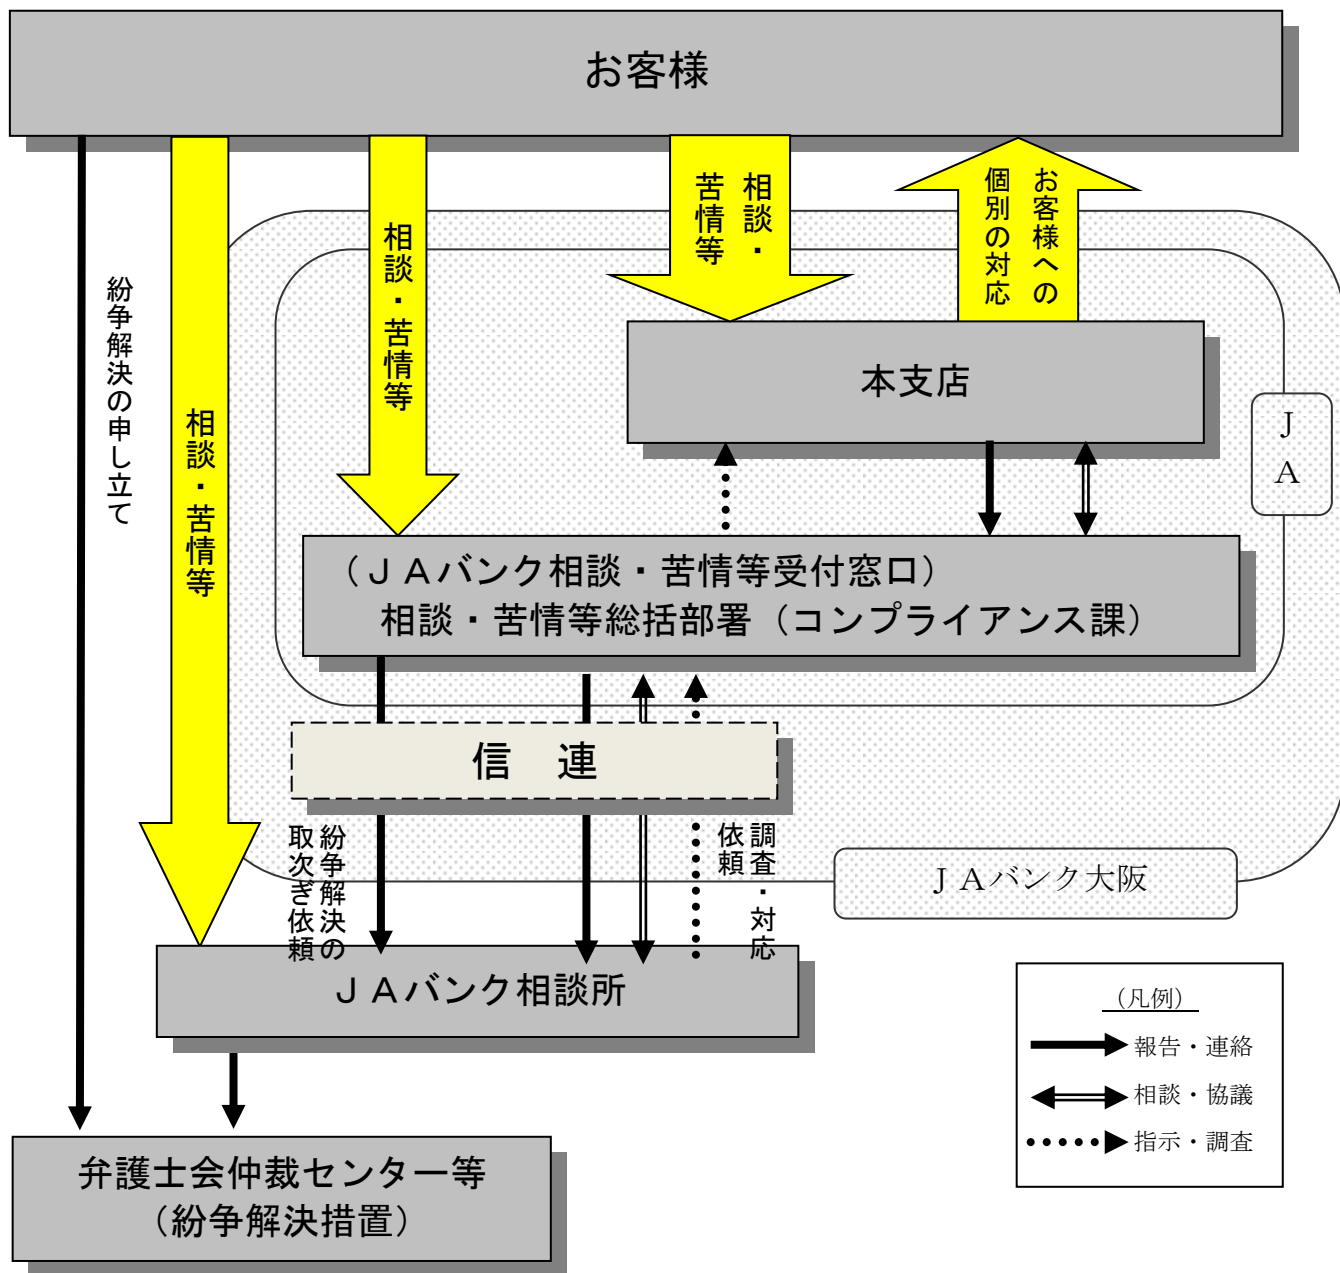 お客様
紛争解決の申し立て
相談・苦情等
相談・苦情等
相談・
苦情等
お客様への
個別の対応
本支店
ＪＡ
（ＪＡバンク相談・苦情等受付窓口）
相談・苦情等総括部署（コンプライアンス課）
信　連
紛争解決の
取次ぎ依頼
調査・対応
依頼
ＪＡバンク大阪
ＪＡバンク相談所
弁護士会仲裁センター等
（紛争解決措置）
（凡例）
報告・連絡
相談・協議
指示・調査